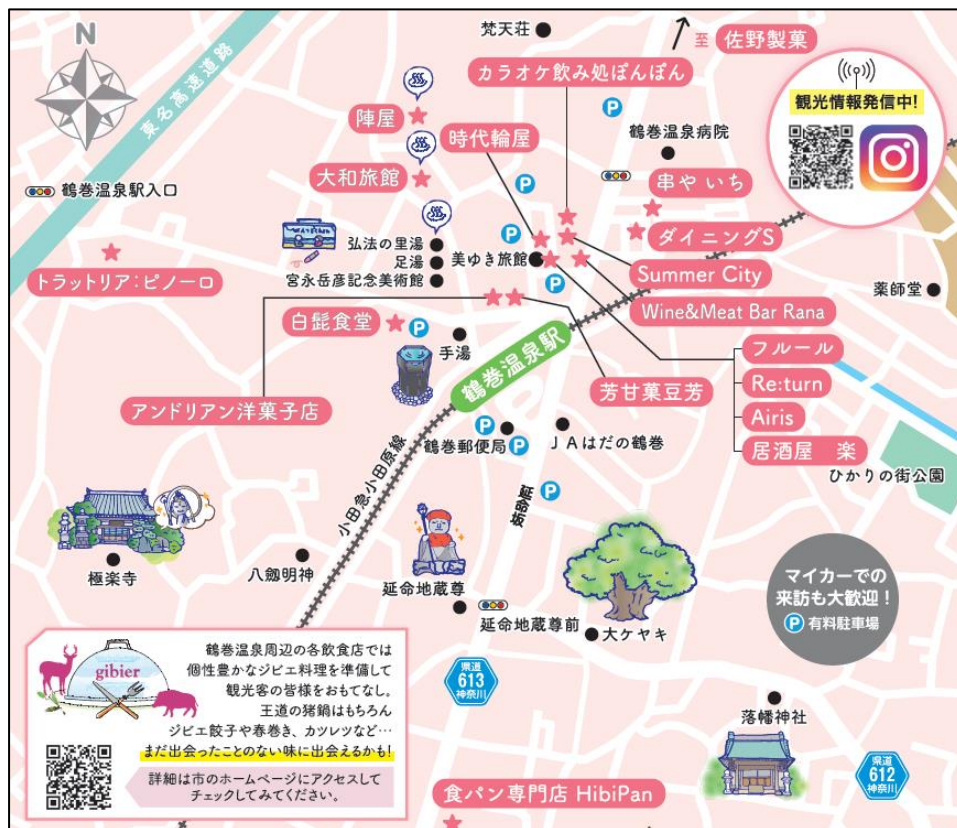 N
東名高速道路
梵天荘
至 佐野製菓
カラオケ飲み処ぽんぽん
観光情報発信中!
陣屋
時代輪屋
鶴巻温泉病院
大和旅館
串や いち
鶴巻温泉駅入口
弘法の里湯
足湯
宮永岳彦記念美術館
美ゆき旅館
ダイニングS
Summer City
トラットリア:ピノーロ
薬師堂
Wine&Meat Bar Rana
白髭食堂
手湯
鶴巻温泉駅
フルール
Re:turn
Airis
居酒屋 楽
アンドリアン洋菓子店
芳甘菓豆芳
鶴巻郵便局
JAはだの鶴巻
ひかりの街公園
小田急小田原線
延命坂
極楽寺
八劔明神
延命地蔵尊
延命地蔵尊前
大ケヤキ
マイカーでの
来訪も大歓迎!
P 有料駐車場
gibier
鶴巻温泉周辺の各飲食店では
個性豊かなジビエ料理を準備して
観光客の皆様をおもてなし。
王道の猪鍋はもちろん
ジビエ餃子や春巻き、カツレツなど…
まだ出会ったことのない味に出会えるかも!
詳細は市のホームページにアクセスして
チェックしてみてください。
県道
613
神奈川
落幡神社
県道
612
神奈川
食パン専門店 HibiPan